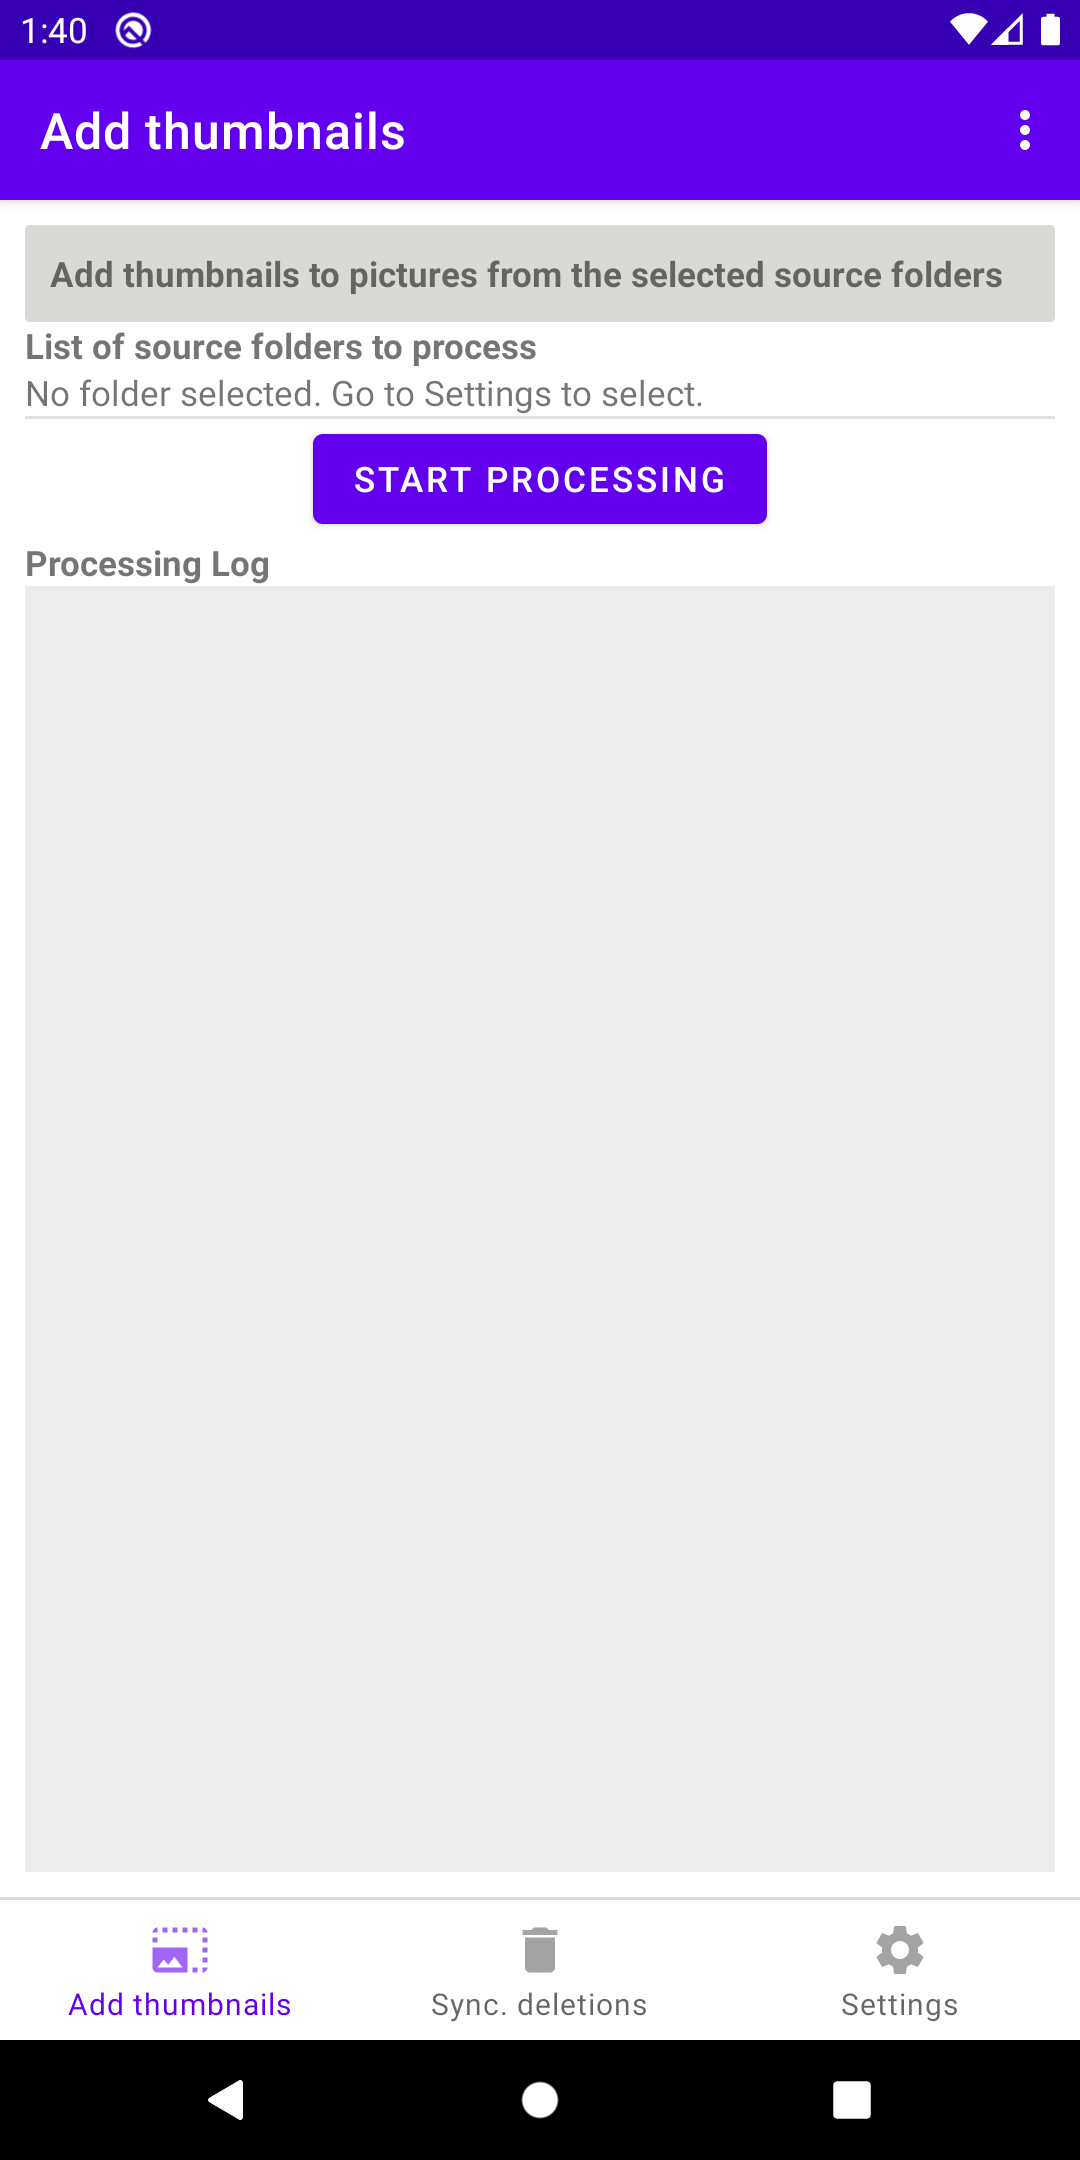 1:40
Add thumbnails
Add thumbnails to pictures from the selected source folders
List of source folders to process
No folder selected. Go to Settings to select.
START PROCESSING
Processing Log
Add thumbnails
Sync. deletions
Settings